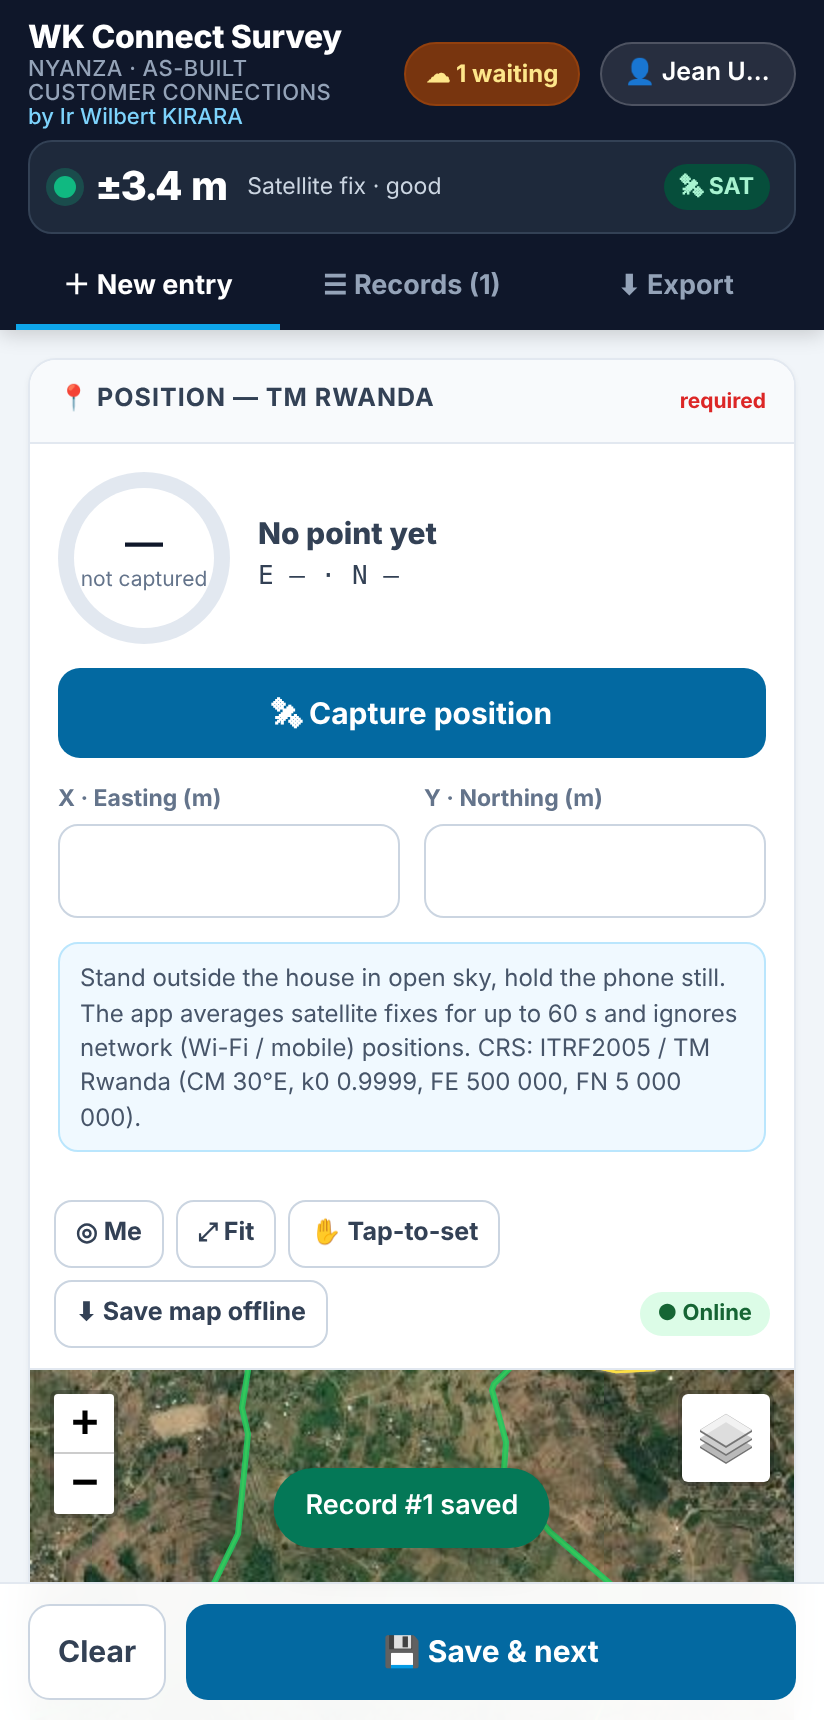 WK Connect Survey
NYANZA · AS-BUILT
CUSTOMER CONNECTIONS
by Ir Wilbert KIRARA
☁ 1 waiting
👤 Jean U...
±3.4 m Satellite fix · good
🛰 SAT
+ New entry
☰ Records (1)
⬇ Export
📍 POSITION — TM RWANDA
required
—
not captured
No point yet
E — · N —
🛰 Capture position
X · Easting (m)
Y · Northing (m)
Stand outside the house in open sky, hold the phone still.
The app averages satellite fixes for up to 60 s and ignores
network (Wi-Fi / mobile) positions. CRS: ITRF2005 / TM
Rwanda (CM 30°E, k0 0.9999, FE 500 000, FN 5 000
000).
◎ Me
⤢ Fit
✋ Tap-to-set
⬇ Save map offline
● Online
+
−
Record #1 saved
Clear
💾 Save & next